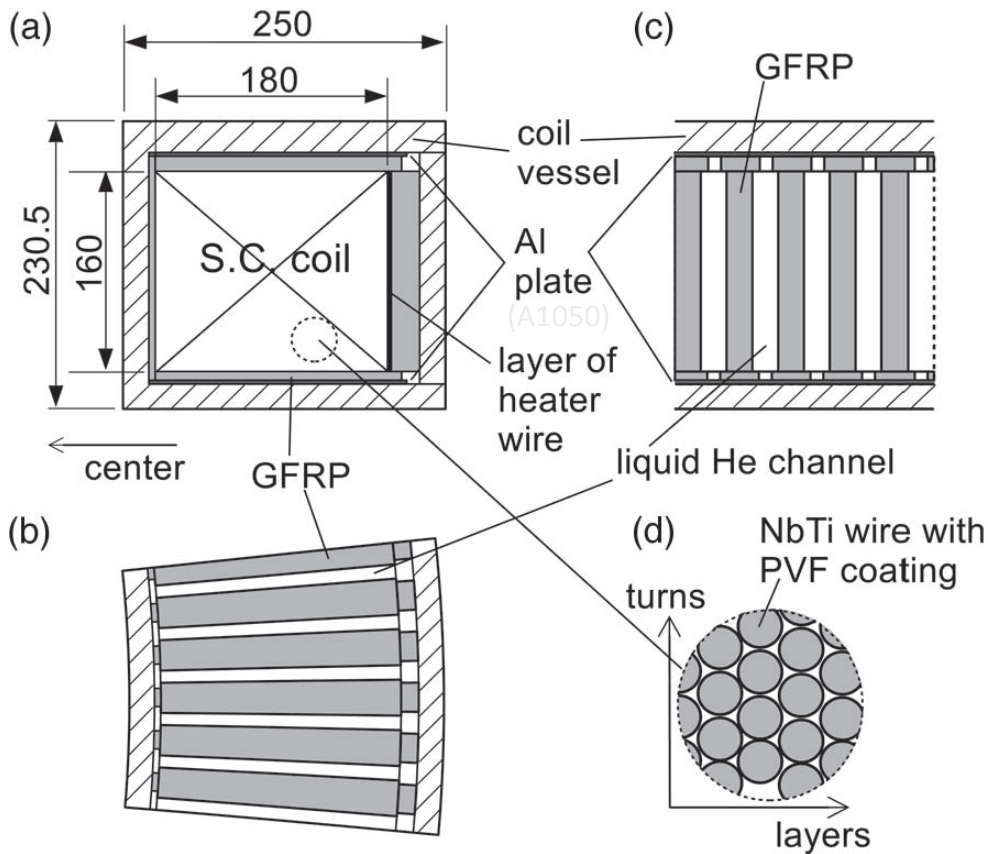 (a)
250
180
230.5
160
S.C. coil
center
GFRP
coil
vessel
Al
plate
(A1050)
layer of
heater
wire
(c)
GFRP
liquid He channel
(b)
(d)
NbTi wire with
PVF coating
turns
layers